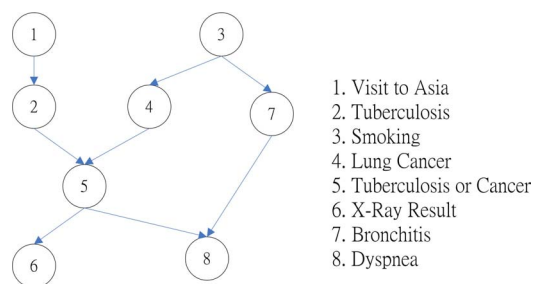 1
3
2
4
7
5
6
8
1. Visit to Asia
2. Tuberculosis
3. Smoking
4. Lung Cancer
5. Tuberculosis or Cancer
6. X-Ray Result
7. Bronchitis
8. Dyspnea